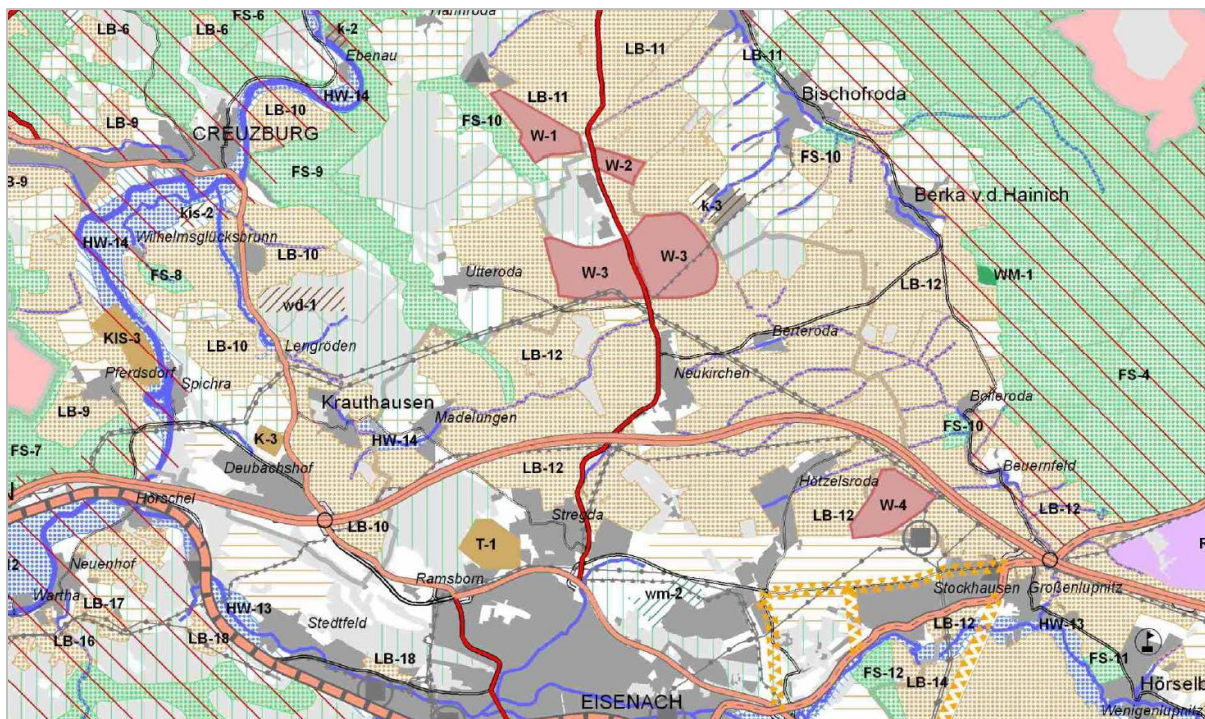 FS-6
Hahnroda
LB-6
LB-6
k-2
Ebenau
LB-11
LB-11
HW-14
LB-10
LB-11
Bischofroda
LB-9
CREUZBURG
FS-10
W-1
W-2
FS-10
FS-9
k-3
Berka v.d.Hainich
kis-2
HW-14
Wilhelmsglücksbrunn
LB-10
W-3
W-3
FS-8
Ütteroda
LB-12
WM-1
wd-1
KIS-3
LB-10
Lengröden
Berteroda
LB-12
Pferdsdorf
Spichra
Neukirchen
FS-4
LB-9
Krauthausen
Madelungen
Bolleroda
HW-14
FS-10
K-3
FS-7
Deubachshof
LB-12
Beuernfeld
Hötzelsroda
Hörschel
LB-10
Stregda
LB-12
W-4
LB-12
T-1
Neuenhof
Ramsborn
Stockhausen
Großenlupnitz
Wartha
LB-17
HW-13
wm-2
LB-12
HW-13
LB-16
LB-18
Stedtfeld
LB-18
FS-12
LB-14
FS-11
EISENACH
Wenigenlupnitz